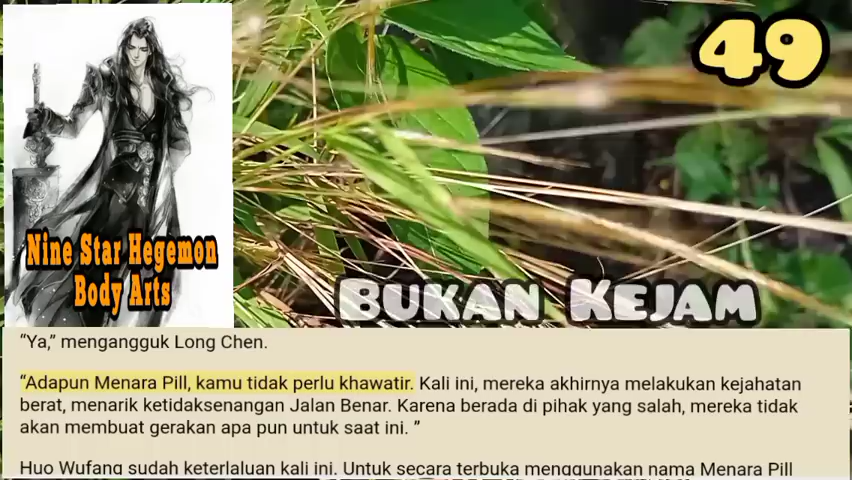 49
Nine Star Hegemon
Body Arts
BUKAN KEJAM
“Ya,” mengangguk Long Chen.
“Adapun Menara Pill, kamu tidak perlu khawatir. Kali ini, mereka akhirnya melakukan kejahatan
berat, menarik ketidaksenangan Jalan Benar. Karena berada di pihak yang salah, mereka tidak
akan membuat gerakan apa pun untuk saat ini. ”
Huo Wufang sudah keterlaluan kali ini. Untuk secara terbuka menggunakan nama Menara Pill